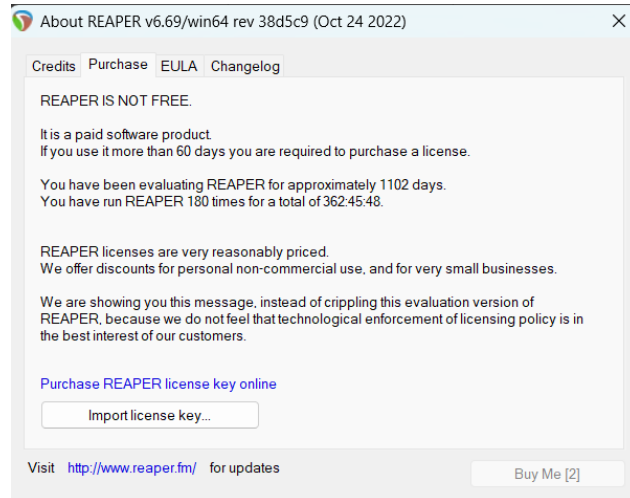 About REAPER v6.69/win64 rev 38d5c9 (Oct 24 2022)
Credits Purchase EULA Changelog
REAPER IS NOT FREE.
It is a paid software product.
If you use it more than 60 days you are required to purchase a license.
You have been evaluating REAPER for approximately 1102 days.
You have run REAPER 180 times for a total of 362:45:48.
REAPER licenses are very reasonably priced.
We offer discounts for personal non-commercial use, and for very small businesses.
We are showing you this message, instead of crippling this evaluation version of
REAPER, because we do not feel that technological enforcement of licensing policy is in
the best interest of our customers.
Purchase REAPER license key online
Import license key...
Visit http://www.reaper.fm/ for updates
Buy Me [2]